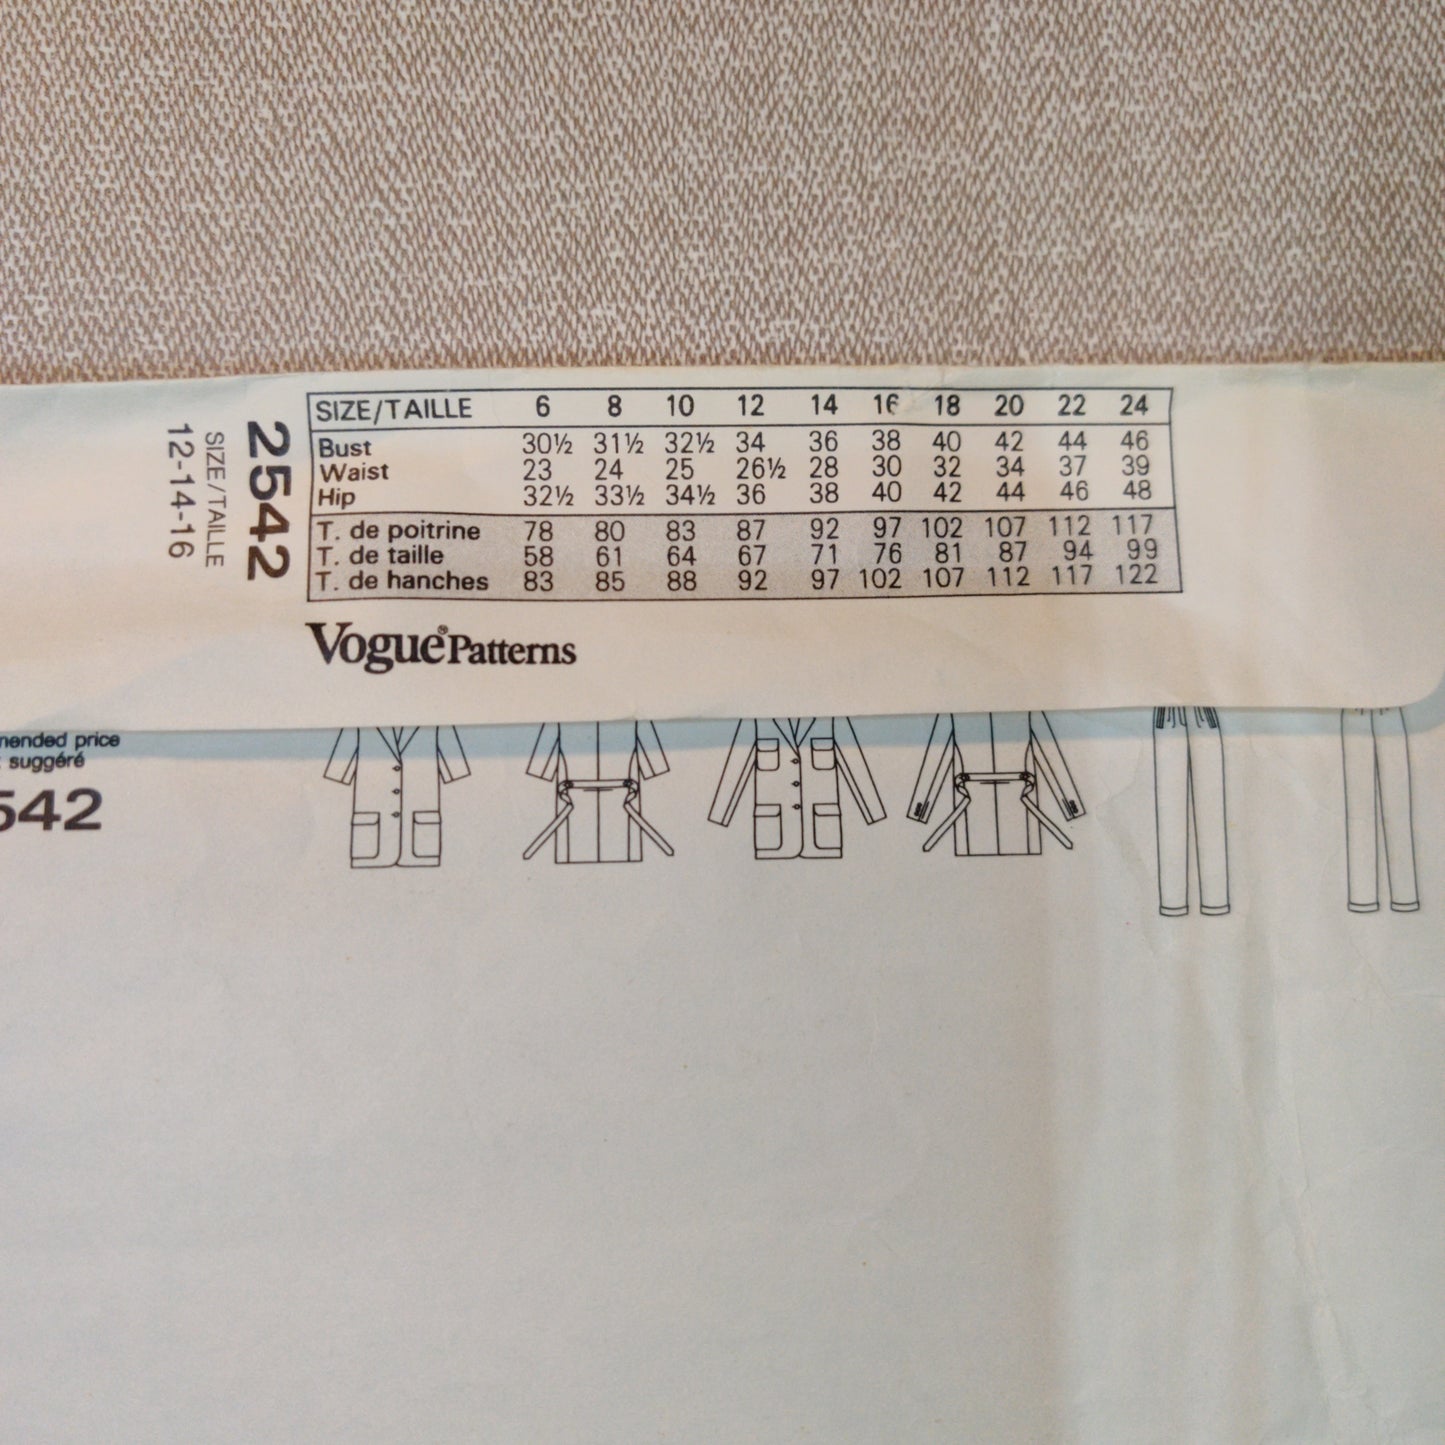 SIZE/TAILLE 6 8 10 12 14 16 18 20 22 24
Bust 30½ 31½ 32½ 34 36 38 40 42 44 46
Waist 23 24 25 26½ 28 30 32 34 37 39
Hip 32½ 33½ 34½ 36 38 40 42 44 46 48
T. de poitrine 78 80 83 87 92 97 102 107 112 117
T. de taille 58 61 64 67 71 76 81 87 94 99
T. de hanches 83 85 88 92 97 102 107 112 117 122
Vogue® Patterns
2542
SIZE/TAILLE
12-14-16
price
suggéré
542